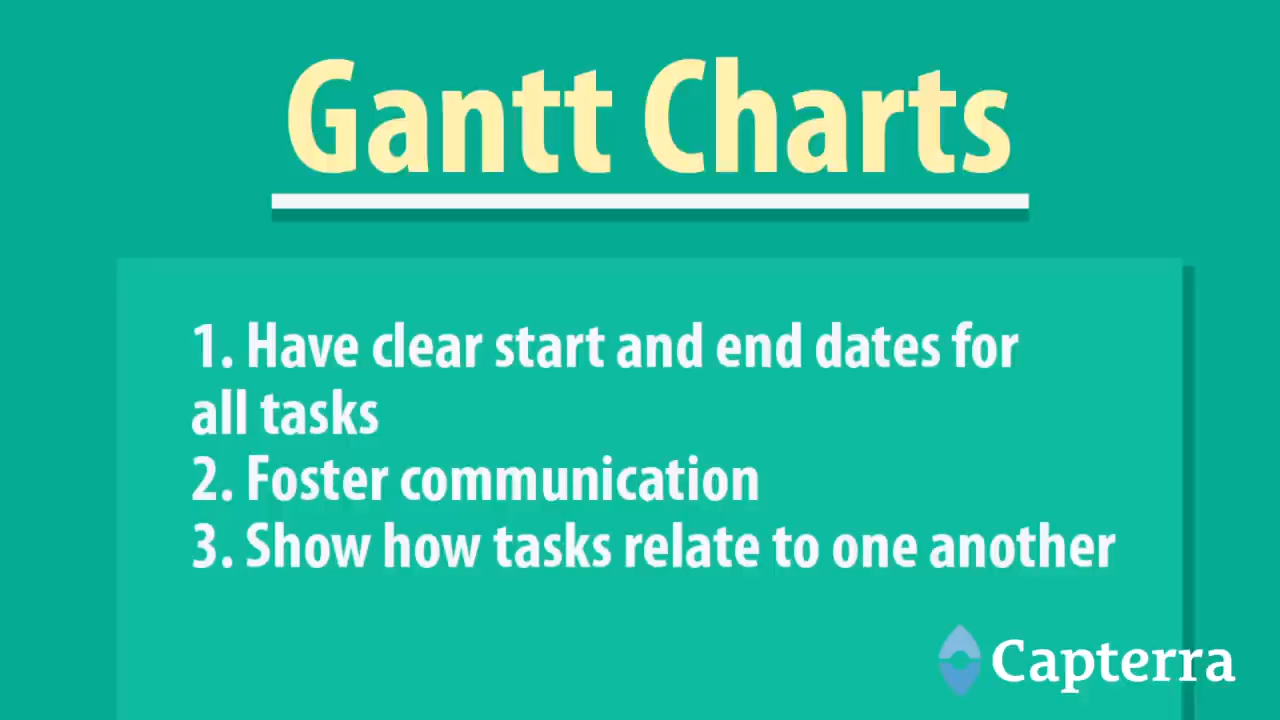 Gantt Charts
1. Have clear start and end dates for
all tasks
2. Foster communication
3. Show how tasks relate to one another
Capterra